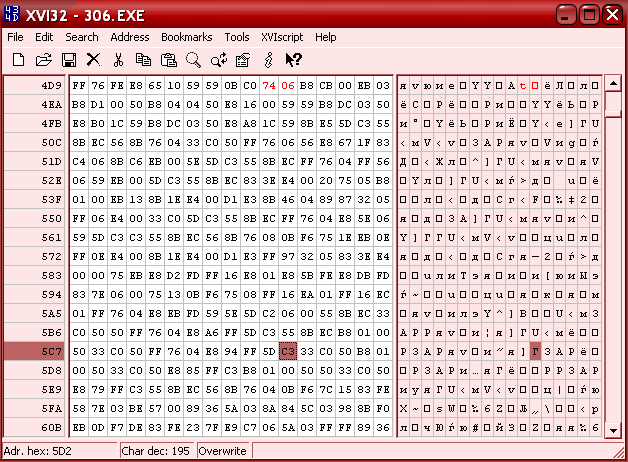 XVI32 - 306.EXE
File Edit Search Address Bookmarks Tools XVIscript Help
4D9 FF 76 FE E8 65 10 59 59 0B C0 74 06 B8 CB 00 EB 03 я v ю и e □ Y Y □ А t □ ё Л □ л □
4EA B8 D1 00 50 B8 04 04 50 E8 16 00 59 59 B8 DC 03 50 ё С □ P ё □ □ P и □ □ Y Y ё Ь □ P
4FB E8 B0 1C 59 B8 DC 03 50 E8 A8 1C 59 8B E5 5D C3 55 и ° □ Y ё Ь □ P и Ё □ Y ‹ е ] Г U
50C 8B EC 56 8B 76 04 33 C0 50 FF 76 06 56 E8 67 1F 83 ‹ м V ‹ v □ 3 А P я v □ V и g □ ѓ
51D C4 06 8B C6 EB 00 5E 5D C3 55 8B EC FF 76 04 FF 56 Д □ ‹ Ж л □ ^ ] Г U ‹ м я v □ я V
52E 06 59 EB 00 5D C3 55 8B EC 83 3E E4 00 20 75 05 B8 □ Y л □ ] Г U ‹ м ѓ > д □ u □ ё
53F 01 00 EB 13 8B 1E E4 00 D1 E3 8B 46 04 89 87 32 05 □ □ л □ ‹ □ д □ С г ‹ F □ ‰ ‡ 2 □
550 FF 06 E4 00 33 C0 5D C3 55 8B EC FF 76 04 E8 5E 06 я □ д □ 3 А ] Г U ‹ м я v □ и ^ □
561 59 5D C3 C3 55 8B EC 56 8B 76 08 0B F6 75 1E EB 0E Y ] Г Г U ‹ м V ‹ v □ □ ц u □ л □
572 FF 0E E4 00 8B 1E E4 00 D1 E3 FF 97 32 05 83 3E E4 я □ д □ ‹ □ д □ С г я — 2 □ ѓ > д
583 00 00 75 EB E8 D2 FD FF 16 E8 01 E8 5B FE E8 DB FD □ □ u л и Т э я □ и □ и [ ю и Ы э
594 83 7E 06 00 75 13 0B F6 75 08 FF 16 EA 01 FF 16 EC ѓ ~ □ □ u □ □ ц u □ я □ к □ я □ м
5A5 01 FF 76 04 E8 BF FD 59 5E 5D C2 06 00 55 8B EC 33 □ я v □ и ї э Y ^ ] В □ □ U ‹ м 3
5B6 C0 50 50 FF 76 04 E8 A6 FF 5D C3 55 8B EC B8 01 00 А P P я v □ и ¦ я ] Г U ‹ м ё □ □
5C7 50 33 C0 50 FF 76 04 E8 94 FF 5D C3 33 C0 50 B8 01 P 3 А P я v □ и ” я ] Г 3 А P ё □
5D8 00 50 33 C0 50 E8 85 FF C3 B8 01 00 50 50 33 C0 50 □ P 3 А P и … я Г ё □ □ P P 3 А P
5E9 E8 79 FF C3 55 8B EC 56 8B 76 04 0B F6 7C 15 83 FE и y я Г U ‹ м V ‹ v □ □ ц | □ ѓ ю
5FA 58 7E 03 BE 57 00 89 36 5A 03 8A 84 5C 03 98 8B F0 X ~ □ ѕ W □ ‰ 6 Z □ Љ „ \ □ □ ‹ р
60B EB 0D F7 DE 83 FE 23 7F E9 C7 06 5A 03 FF FF 89 36 л □ ч Ю ѓ ю # □ й З □ Z □ я я ‰ 6
Adr. hex: 5D2 Char dec: 195 Overwrite